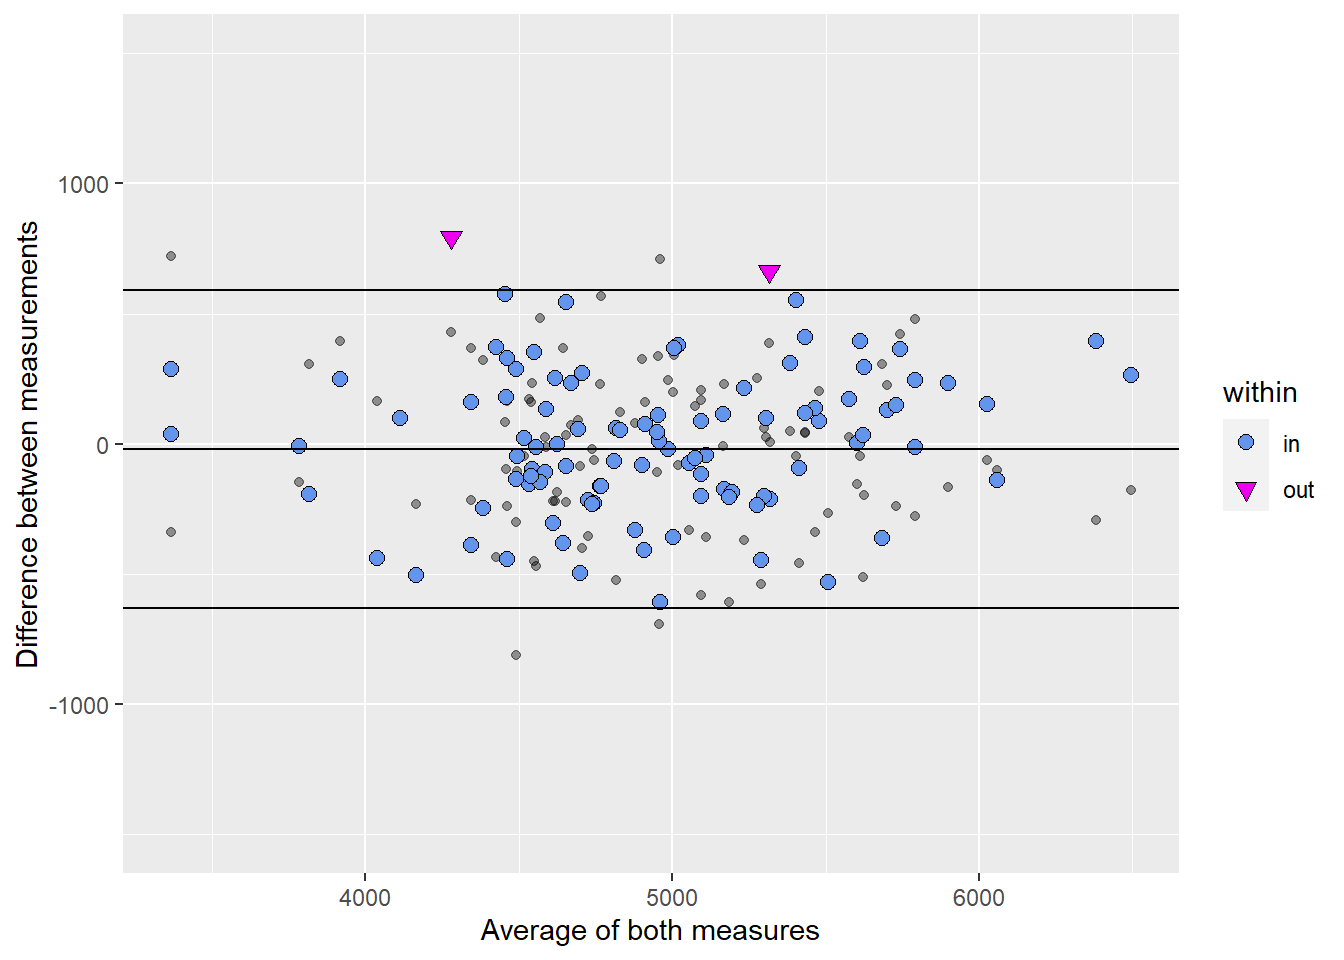 Difference between measurements
1000
0
-1000
4000
5000
6000
Average of both measures
within
in
out